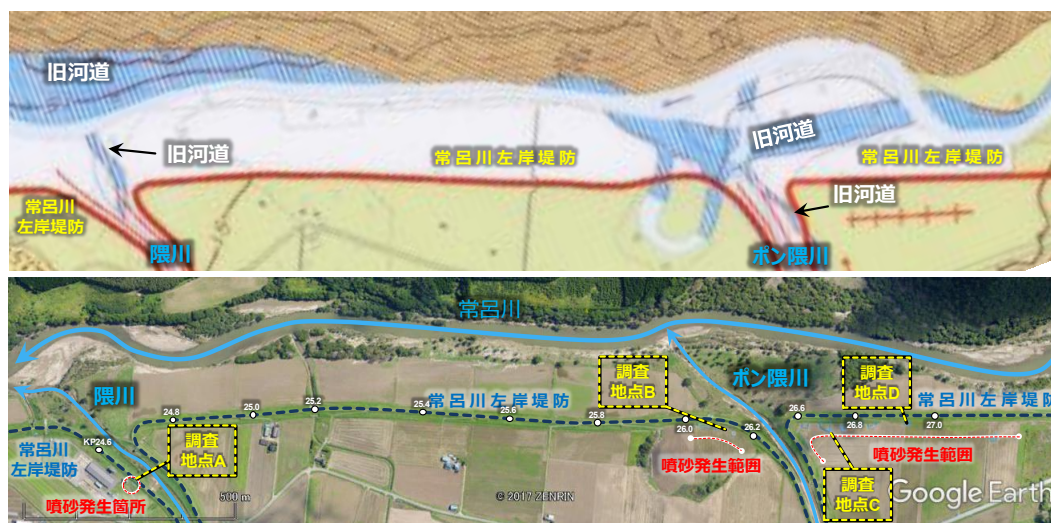 旧河道
旧河道
常呂川左岸堤防
旧河道
常呂川左岸堤防
旧河道
常呂川
左岸堤防
隈川
ポン隈川
常呂川
隈川
ポン隈川
調査
地点B
調査
地点D
24.8
25.0
25.2
25.4
常呂川左岸堤防
25.6
25.8
26.0
26.2
26.6
26.8
27.0
常呂川左岸堤防
常呂川
左岸堤防
KP24.6
調査
地点A
噴砂発生箇所
500 m
噴砂発生範囲
噴砂発生範囲
調査
地点C
© 2017 ZENRIN
Google Earth